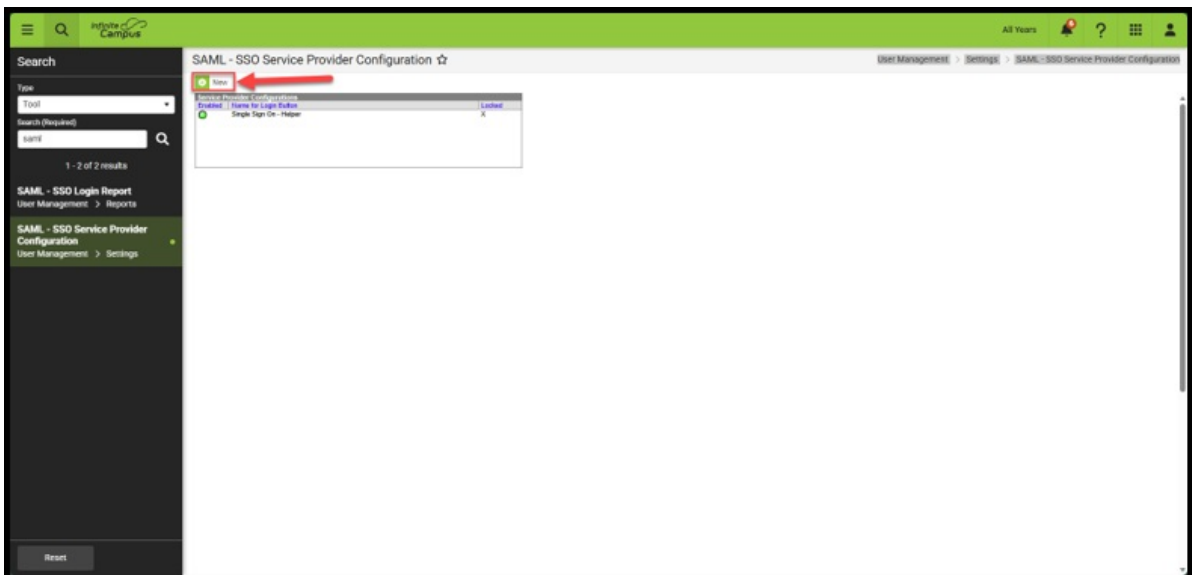 Infinite Campus
All Years
Search
Type
Tool
Search (Required)
saml
1 - 2 of 2 results
SAML - SSO Login Report
User Management > Reports
SAML - SSO Service Provider Configuration
User Management > Settings
Reset
SAML - SSO Service Provider Configuration
User Management > Settings > SAML - SSO Service Provider Configuration
New
Service Provider Configurations
Enabled Name for Login Button Locked
Single Sign On - Helper X